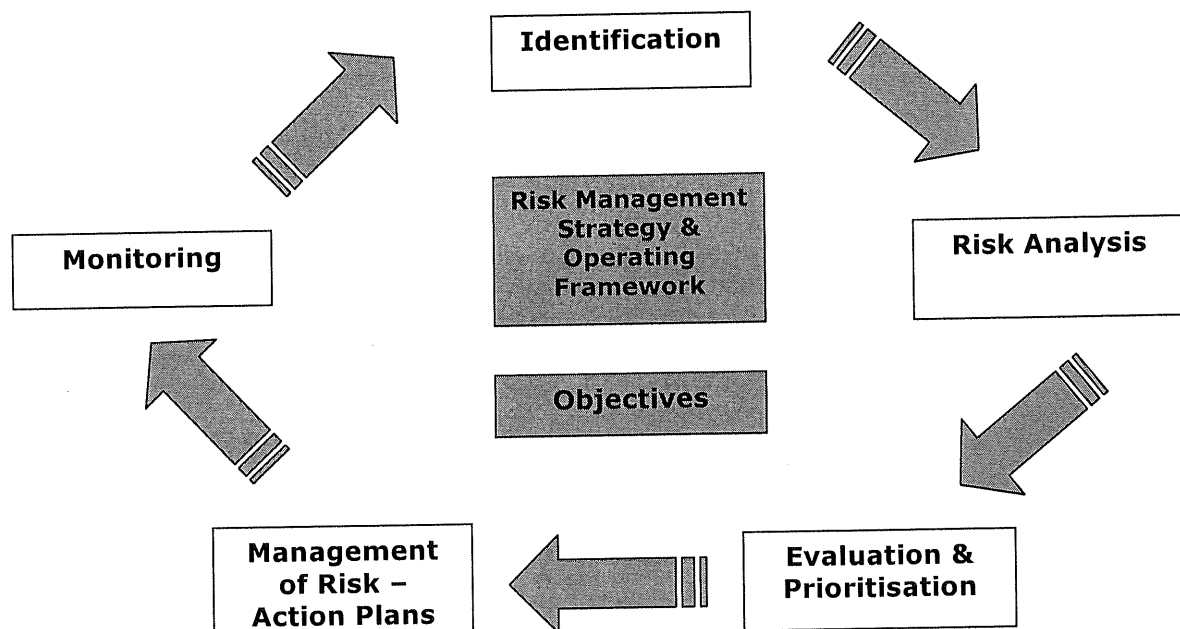 Identification
Risk Management
Strategy &
Operating
Framework
Monitoring
Risk Analysis
Objectives
Management
of Risk –
Action Plans
Evaluation &
Prioritisation